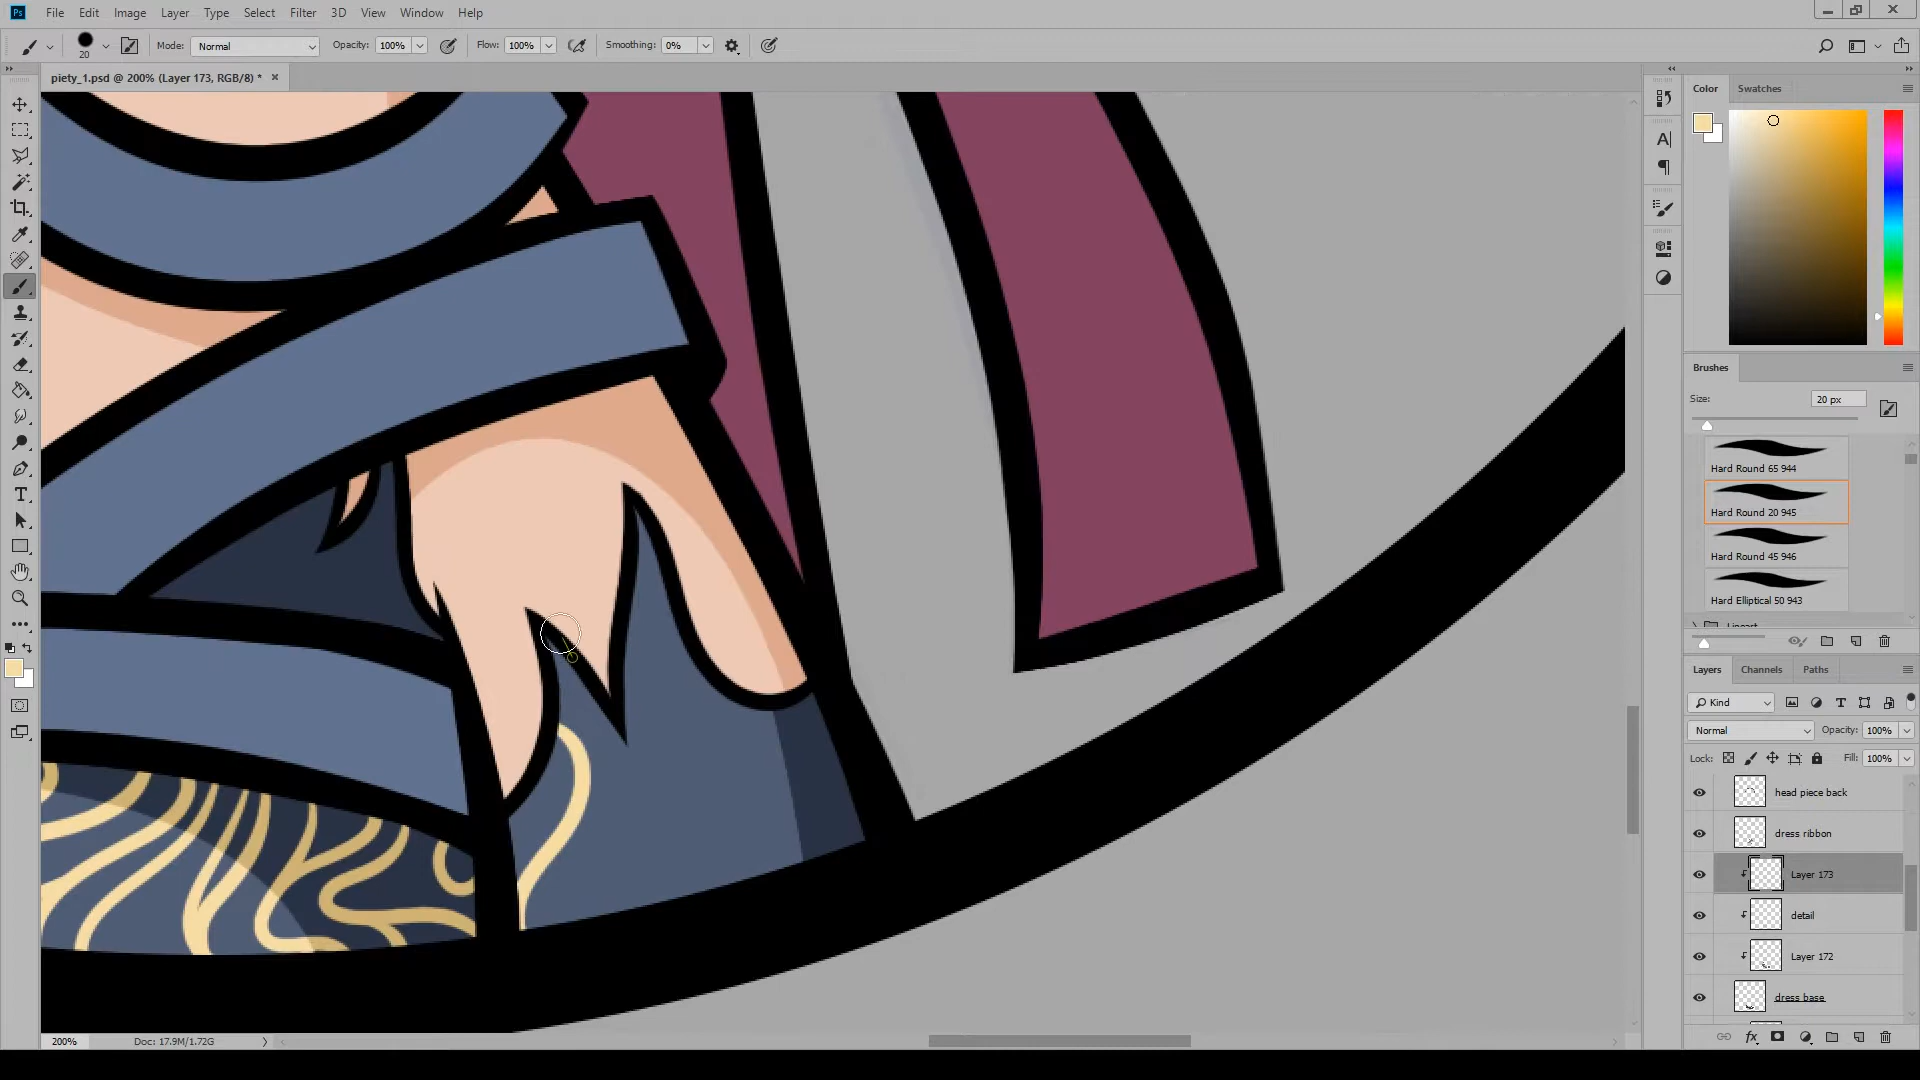 Ps File Edit Image Layer Type Select Filter 3D View Window Help
20 Mode: Normal Opacity: 100% Flow: 100% Smoothing: 0%
piety_1.psd @ 200% (Layer 173, RGB/8) * ×
Color Swatches
Brushes
Size: 20 px
Hard Round 65 944
Hard Round 20 945
Hard Round 45 946
Hard Elliptical 50 943
Lineart
Layers Channels Paths
Kind
Normal Opacity: 100%
Lock: Fill: 100%
head piece back
dress ribbon
Layer 173
detail
Layer 172
dress base
200% Doc: 17.9M/1.72G